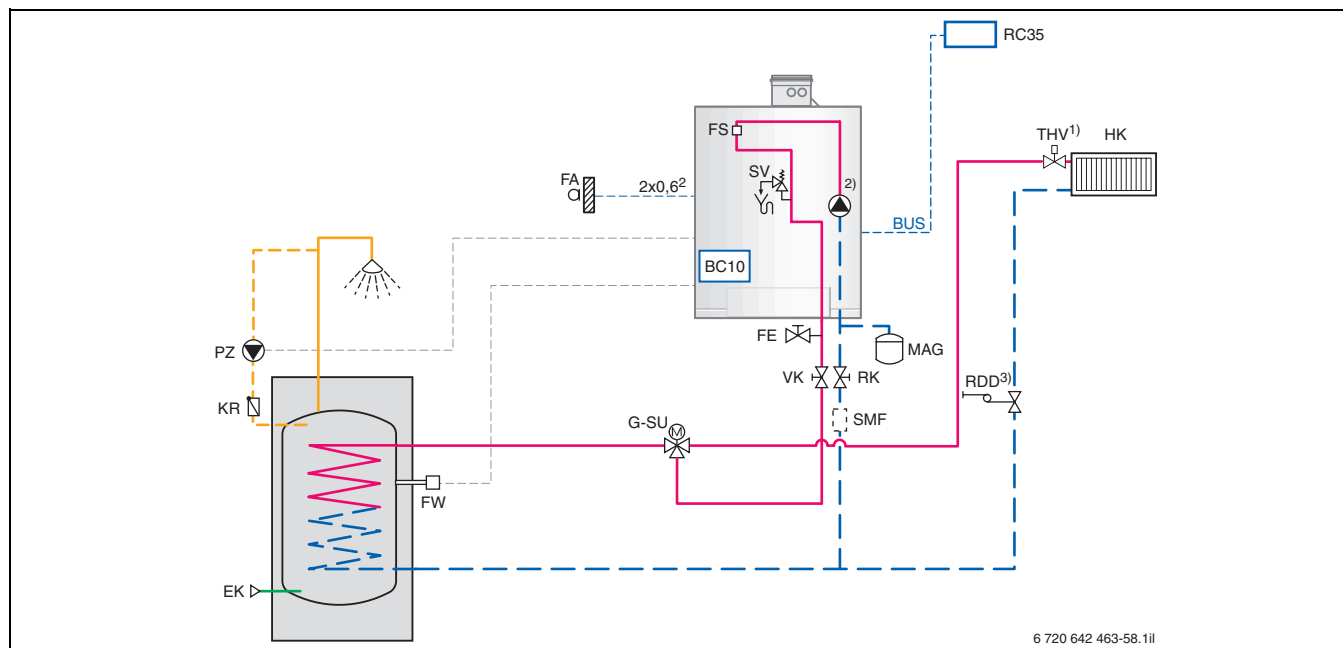 RC35
THV¹⁾
HK
FS
FA
2x0,6²
SV
2)
BUS
BC10
PZ
FE
MAG
KR
VK
RK
RDD³⁾
G-SU
M
SMF
FW
EK
6 720 642 463-58.1il